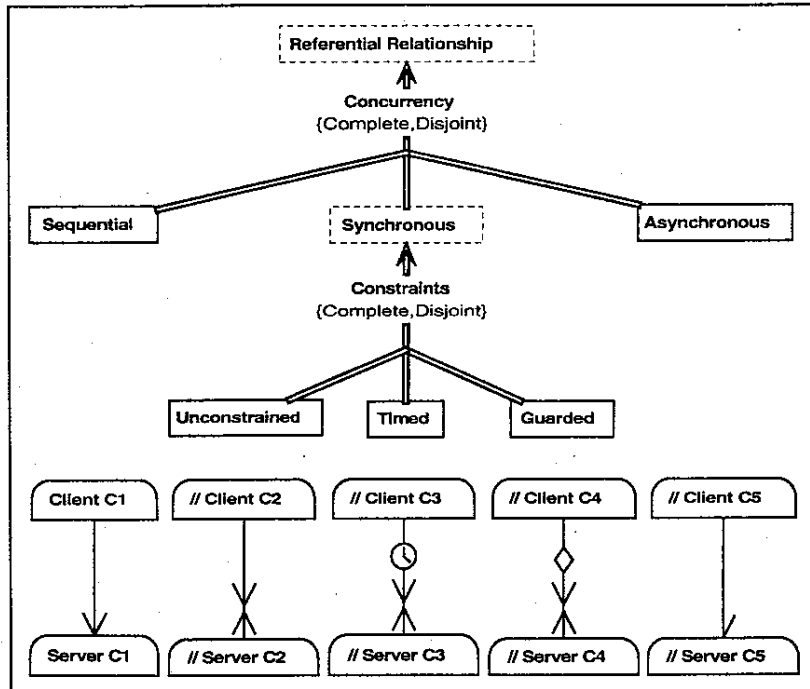 Referential Relationship
Concurrency
{Complete,Disjoint}
Sequential
Synchronous
Asynchronous
Constraints
{Complete,Disjoint}
Unconstrained
Timed
Guarded
Client C1
// Client C2
// Client C3
// Client C4
// Client C5
Server C1
// Server C2
// Server C3
// Server C4
// Server C5